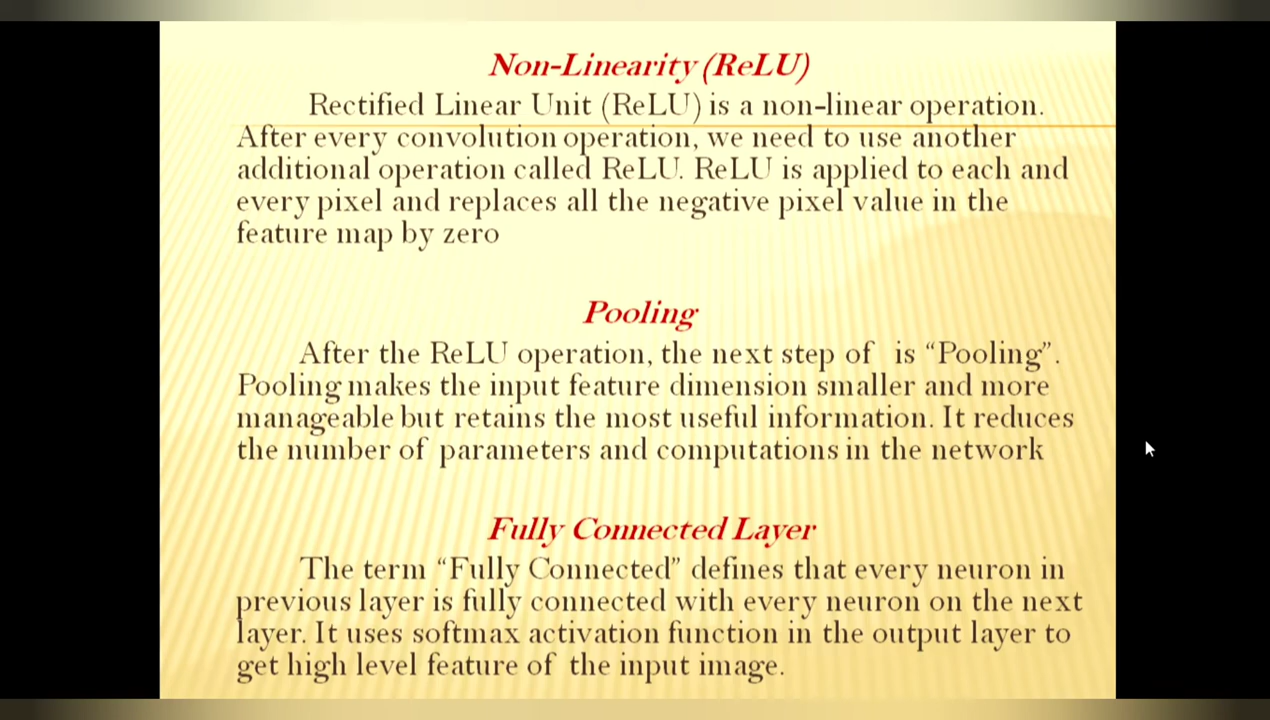 Non-Linearity (ReLU)
Rectified Linear Unit (ReLU) is a non-linear operation.
After every convolution operation, we need to use another
additional operation called ReLU. ReLU is applied to each and
every pixel and replaces all the negative pixel value in the
feature map by zero
Pooling
After the ReLU operation, the next step of is “Pooling”.
Pooling makes the input feature dimension smaller and more
manageable but retains the most useful information. It reduces
the number of parameters and computations in the network
Fully Connected Layer
The term “Fully Connected” defines that every neuron in
previous layer is fully connected with every neuron on the next
layer. It uses softmax activation function in the output layer to
get high level feature of the input image.